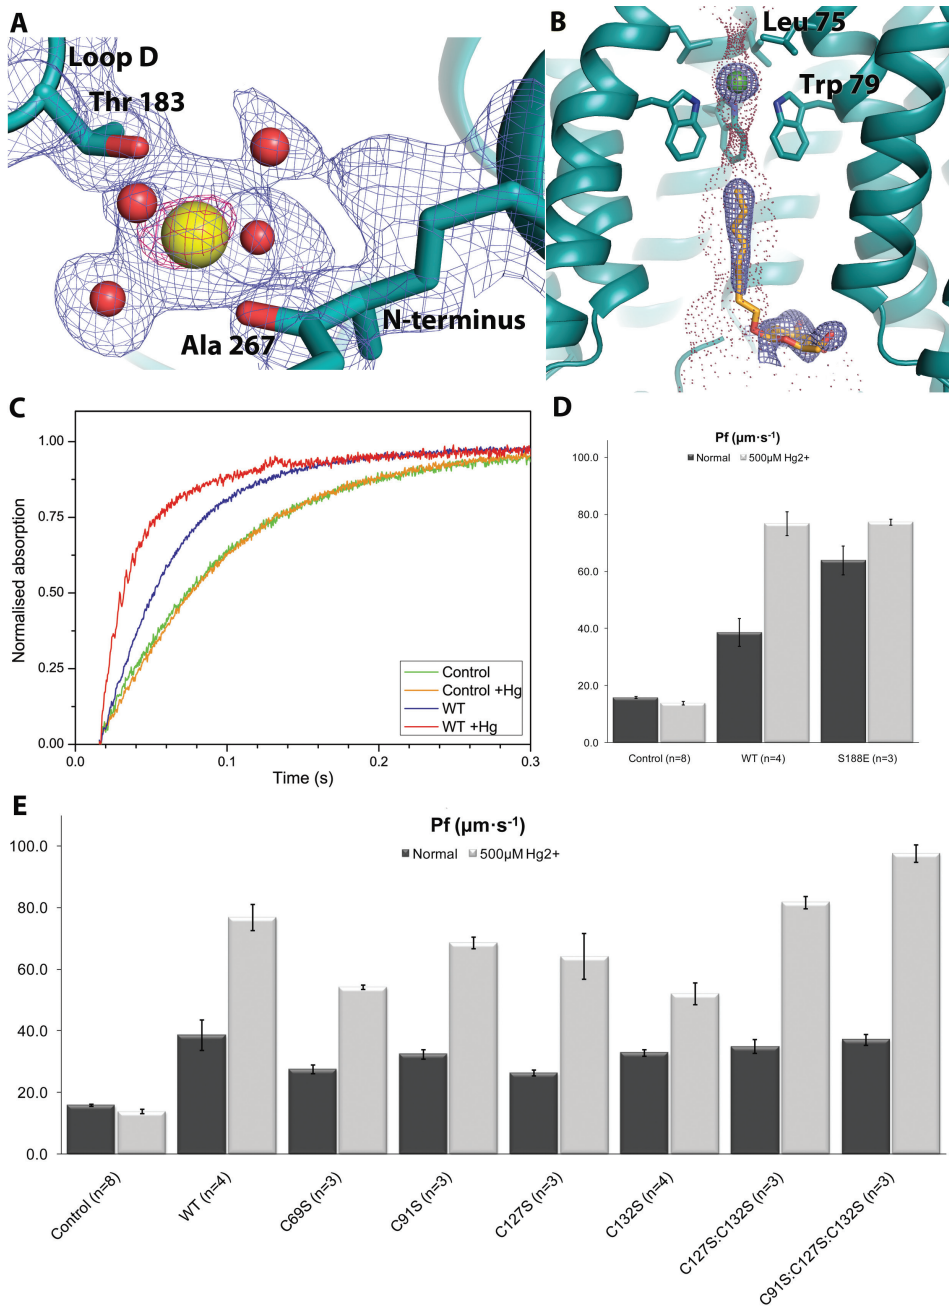 A
Loop D
Thr 183
Ala 267
N-terminus
B
Leu 75
Trp 79
C
Normalised absorption
1.00
0.75
0.50
0.25
0.00
0.0
0.1
0.2
0.3
Time (s)
Control
Control +Hg
WT
WT +Hg
D
Pf (µm·s⁻¹)
Normal 500µM Hg2+
100.0
80.0
60.0
40.0
20.0
0.0
Control (n=8) WT (n=4) S188E (n=3)
E
Pf (µm·s⁻¹)
Normal 500µM Hg2+
100.0
80.0
60.0
40.0
20.0
0.0
Control (n=8)
WT (n=4)
C69S (n=3)
C91S (n=3)
C127S (n=3)
C132S (n=4)
C127S:C132S (n=3)
C91S:C127S:C132S (n=3)